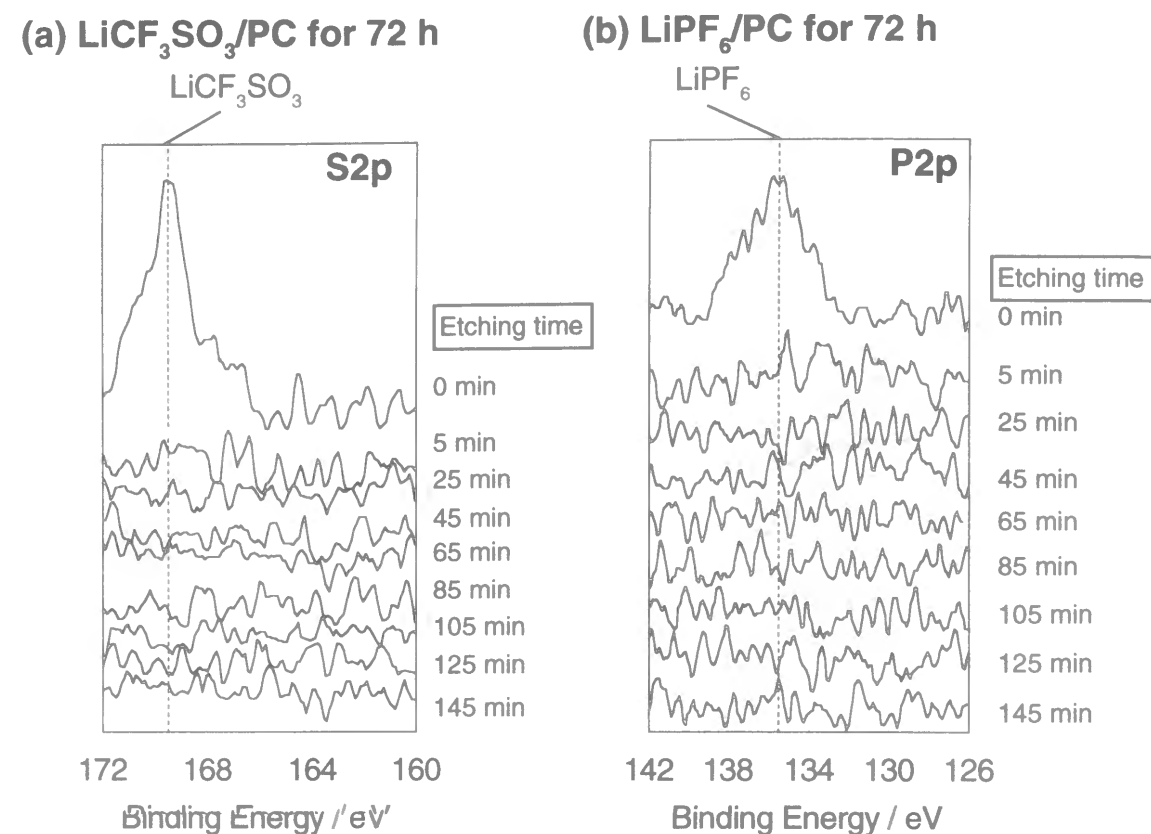 (a) LiCF₃SO₃/PC for 72 h
LiCF₃SO₃
S2p
Etching time
0 min
5 min
25 min
45 min
65 min
85 min
105 min
125 min
145 min
172 168 164 160
Binding Energy / eV
(b) LiPF₆/PC for 72 h
LiPF₆
P2p
Etching time
0 min
5 min
25 min
45 min
65 min
85 min
105 min
125 min
145 min
142 138 134 130 126
Binding Energy / eV